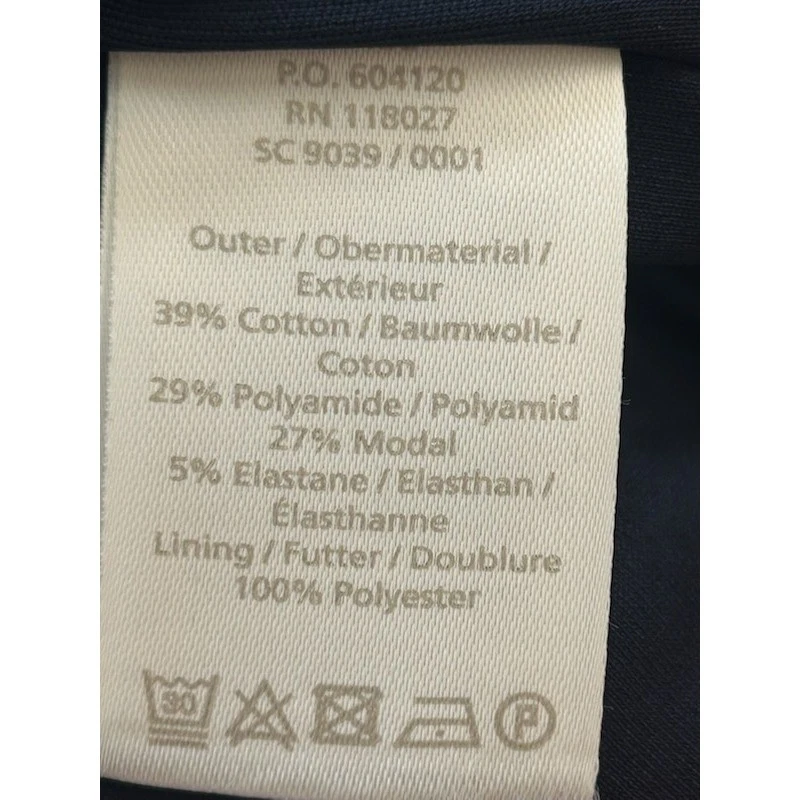 P.O. 604120
RN 118027
SC 9039 / 0001
Outer / Obermaterial /
Extérieur
39% Cotton / Baumwolle /
Coton
29% Polyamide / Polyamid
27% Modal
5% Elastane / Elasthan /
Élasthanne
Lining / Futter / Doublure
100% Polyester
30 P